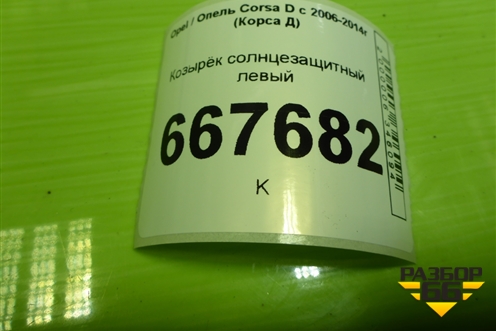 Opel / Опель Corsa D с 2006-2014г
(Корса Д)
Козырёк солнцезащитный
левый
667682
К
РАЗБОР
66